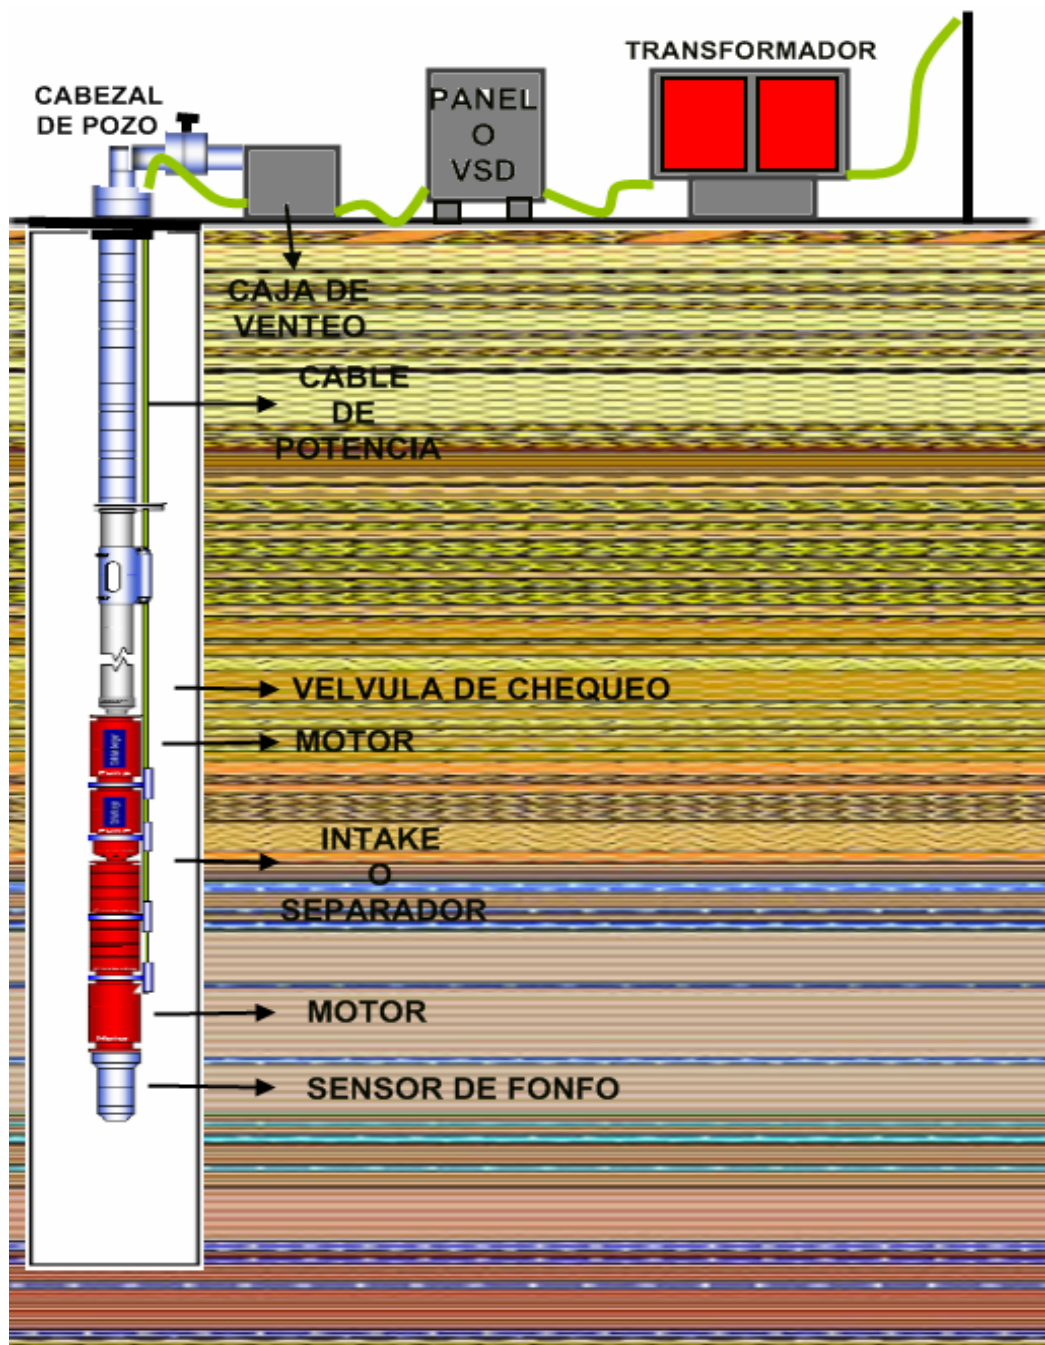 TRANSFORMADOR
CABEZAL
DE POZO
PANEL
O
VSD
CAJA DE
VENTEO
CABLE
DE
POTENCIA
VELVULA DE CHEQUEO
MOTOR
INTAKE
O
SEPARADOR
MOTOR
SENSOR DE FONFO